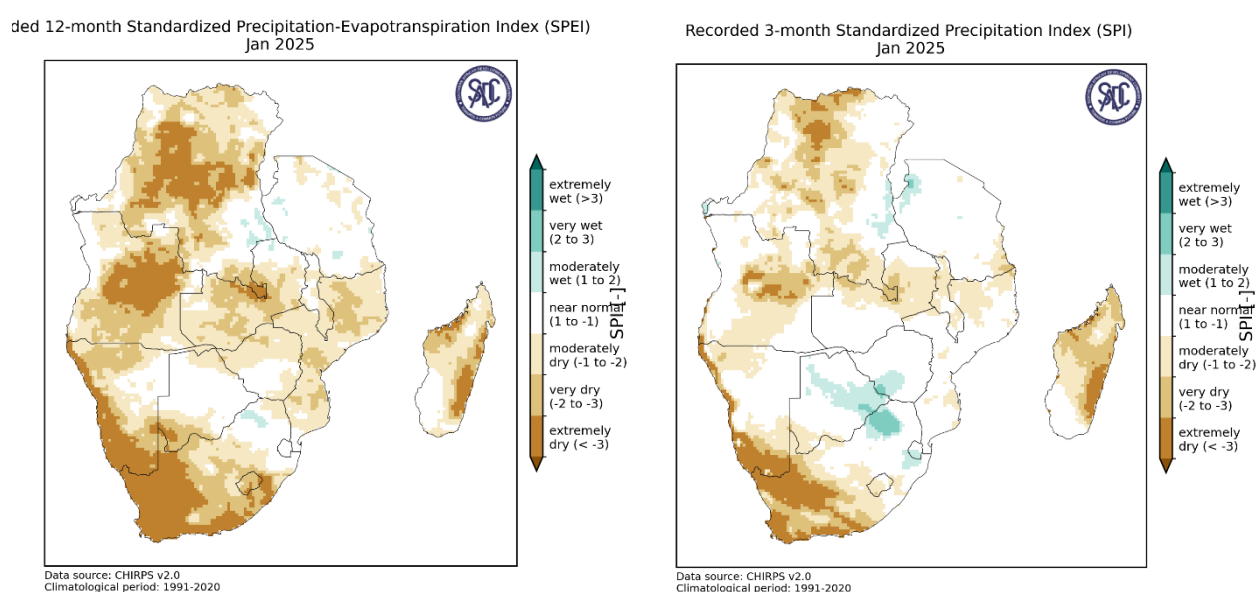 ded 12-month Standardized Precipitation-Evapotranspiration Index (SPEI)
Jan 2025
SADC
extremely
wet (>3)
very wet
(2 to 3)
moderately
wet (1 to 2)
near normal
(1 to -1)
moderately
dry (-1 to -2)
very dry
(-2 to -3)
extremely
dry (< -3)
SPI [-]
Data source: CHIRPS v2.0
Climatological period: 1991-2020
Recorded 3-month Standardized Precipitation Index (SPI)
Jan 2025
SADC
extremely
wet (>3)
very wet
(2 to 3)
moderately
wet (1 to 2)
near normal
(1 to -1)
moderately
dry (-1 to -2)
very dry
(-2 to -3)
extremely
dry (< -3)
SPI [-]
Data source: CHIRPS v2.0
Climatological period: 1991-2020